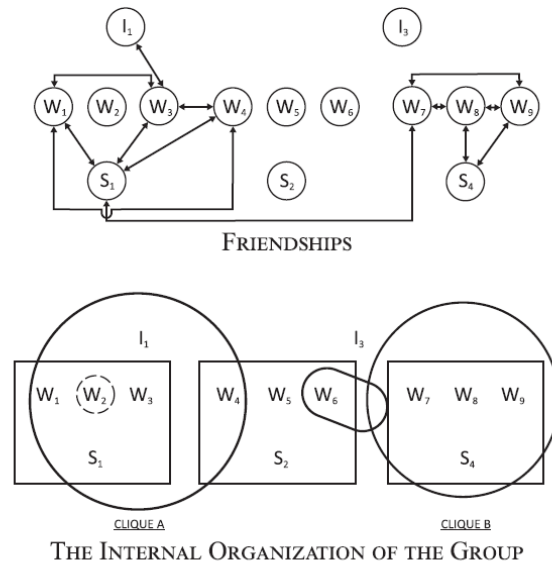 I₁ I₃
W₁ W₂ W₃ W₄ W₅ W₆ W₇ W₈ W₉
S₁ S₂ S₄
FRIENDSHIPS
I₁ I₃
W₁ W₂ W₃ W₄ W₅ W₆ W₇ W₈ W₉
S₁ S₂ S₄
CLIQUE A CLIQUE B
THE INTERNAL ORGANIZATION OF THE GROUP